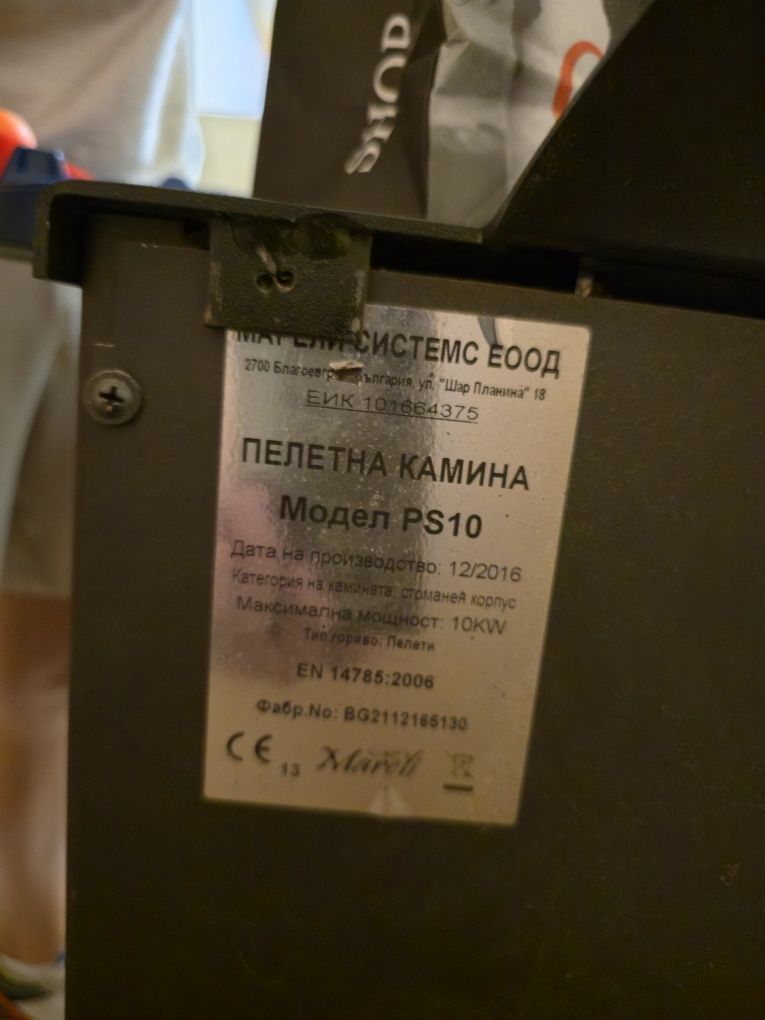 SHOP
МАРЕЛИ СИСТЕМС ЕООД
2700 Благоевград, България, ул. "Шар Планина" 18
ЕИК 101664375
ПЕЛЕТНА КАМИНА
Модел PS10
Дата на производство: 12/2016
Категория на камината: стоманен корпус
Максимална мощност: 10KW
Тип гориво: Пелети
EN 14785:2006
Фабр.No: BG2112165130
CE 13 Mareli